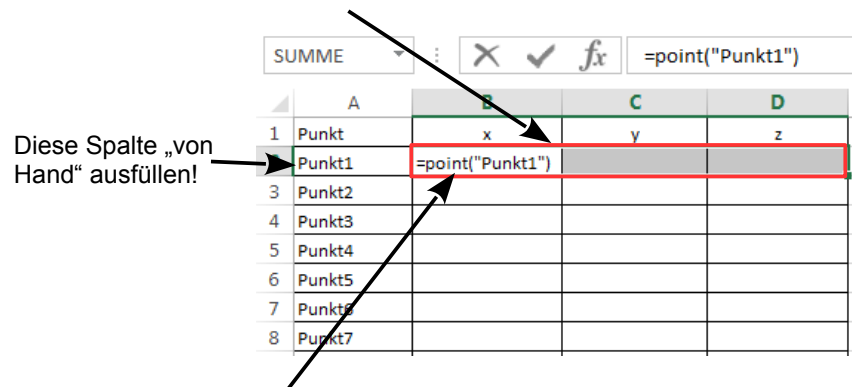 SUMME fx =point("Punkt1")
A B C D
1 Punkt x y z
Diese Spalte „von
Hand“ ausfüllen!
Punkt1 =point("Punkt1")
3 Punkt2
4 Punkt3
5 Punkt4
6 Punkt5
7 Punkt6
8 Punkt7